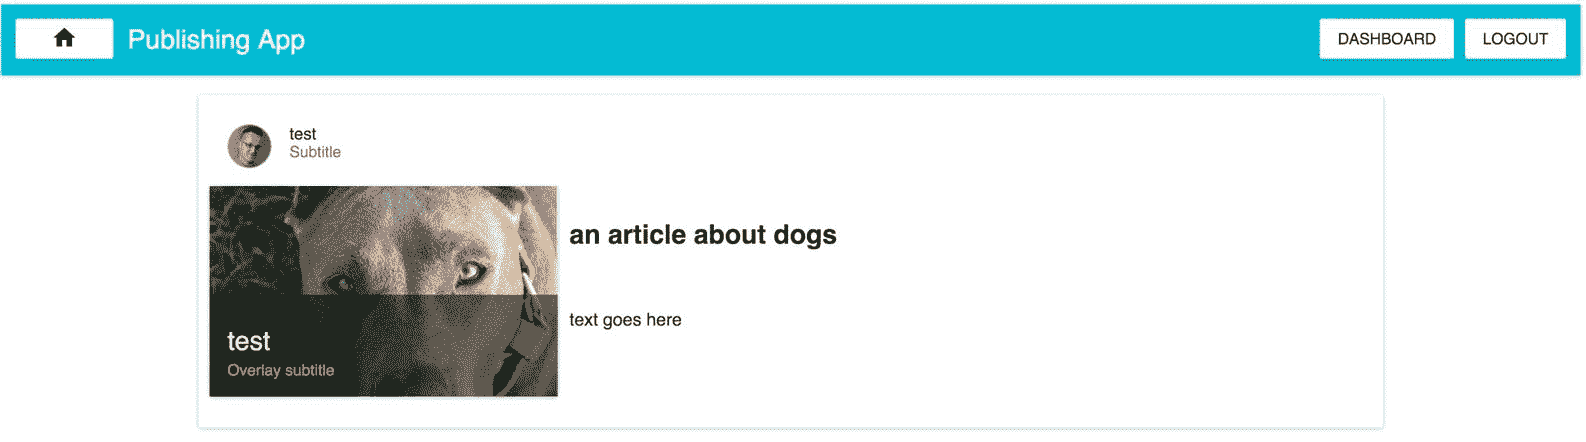 Publishing App
DASHBOARD
LOGOUT
test
Subtitle
an article about dogs
text goes here
test
Overlay subtitle